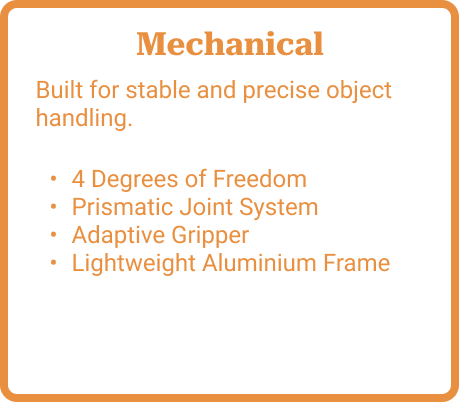 Mechanical
Built for stable and precise object
handling.
• 4 Degrees of Freedom
• Prismatic Joint System
• Adaptive Gripper
• Lightweight Aluminium Frame